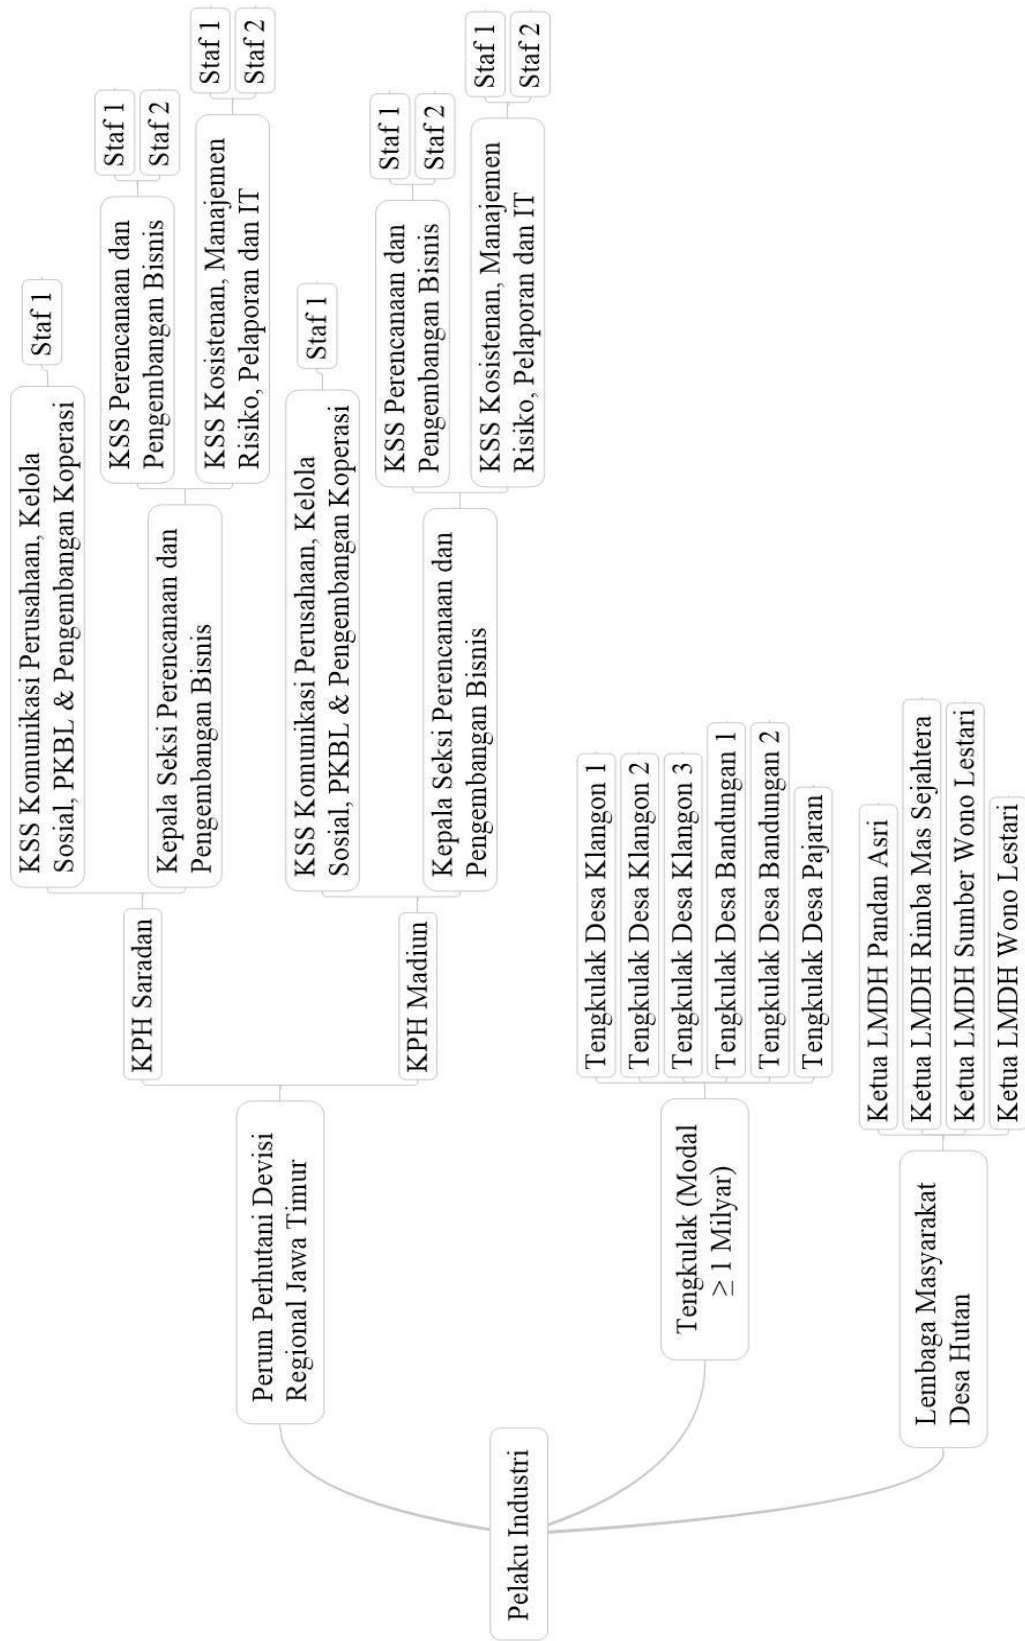 Pelaku Industri
Perum Perhutani Devisi
Regional Jawa Timur
KPH Saradan
KSS Komunikasi Perusahaan, Kelola
Sosial, PKBL & Pengembangan Koperasi
Staf 1
Kepala Seksi Perencanaan dan
Pengembangan Bisnis
KSS Perencanaan dan
Pengembangan Bisnis
Staf 1
Staf 2
KSS Kosistenan, Manajemen
Risiko, Pelaporan dan IT
Staf 1
Staf 2
KPH Madiun
KSS Komunikasi Perusahaan, Kelola
Sosial, PKBL & Pengembangan Koperasi
Staf 1
Kepala Seksi Perencanaan dan
Pengembangan Bisnis
KSS Perencanaan dan
Pengembangan Bisnis
Staf 1
Staf 2
KSS Kosistenan, Manajemen
Risiko, Pelaporan dan IT
Staf 1
Staf 2
Tengkulak (Modal
≥ 1 Milyar)
Tengkulak Desa Klangon 1
Tengkulak Desa Klangon 2
Tengkulak Desa Klangon 3
Tengkulak Desa Bandungan 1
Tengkulak Desa Bandungan 2
Tengkulak Desa Pajaran
Lembaga Masyarakat
Desa Hutan
Ketua LMDH Pandan Asri
Ketua LMDH Rimba Mas Sejahtera
Ketua LMDH Sumber Wono Lestari
Ketua LMDH Wono Lestari